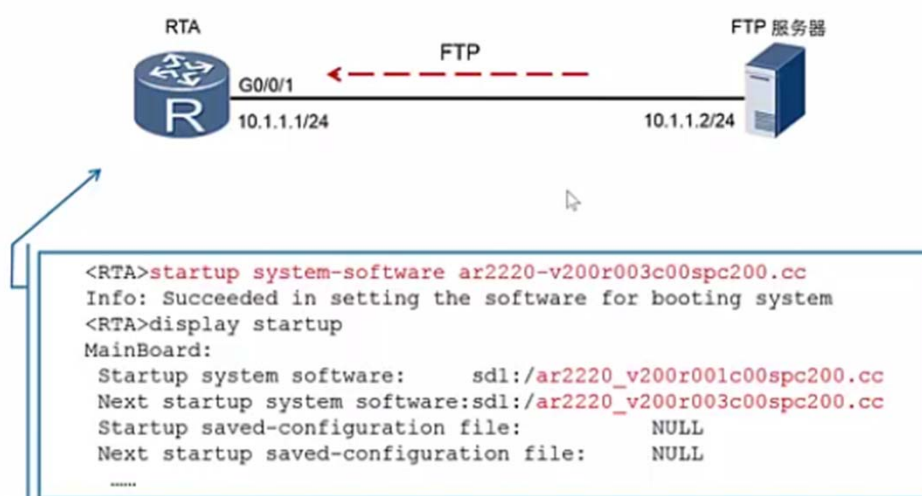 RTA
FTP 服务器
FTP
G0/0/1
10.1.1.1/24
10.1.1.2/24
R
<RTA>startup system-software ar2220-v200r003c00spc200.cc
Info: Succeeded in setting the software for booting system
<RTA>display startup
MainBoard:
Startup system software: sd1:/ar2220_v200r001c00spc200.cc
Next startup system software:sd1:/ar2220_v200r003c00spc200.cc
Startup saved-configuration file: NULL
Next startup saved-configuration file: NULL
……